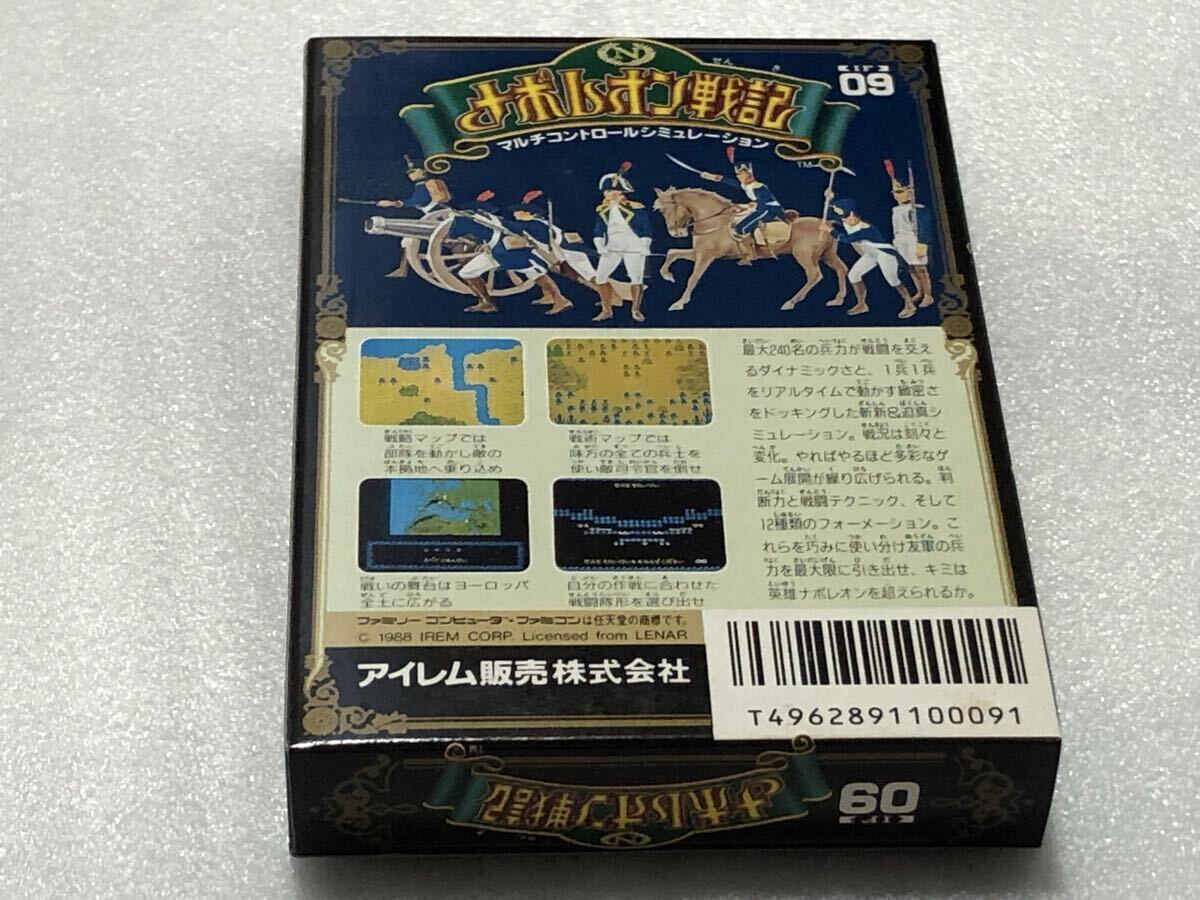 IF
09
せん き
ナポレオン戦記
マルチコントロールシミュレーション
TM
最大240名の兵力が戦闘を交え
るダイナミックさと、1兵1兵
をリアルタイムで動かす緻密さ
をドッキングした斬新&迫真シ
ミュレーション。戦況は刻々と
変化。やればやるほど多彩なゲ
ーム展開が繰り広げられる。判
断力と戦闘テクニック、そして
12種類のフォーメーション。こ
れらを巧みに使い分け友軍の兵
力を最大限に引き出せ、キミは
英雄ナポレオンを超えられるか。
戦略マップでは
部隊を動かし敵の
本拠地へ乗り込め
戦術マップでは
味方の全ての兵士を
使い敵司令官を倒せ
戦いの舞台はヨーロッパ
全土に広がる
自分の作戦に合わせた
戦闘隊形を選び出せ
ファミリーコンピュータ・ファミコンは任天堂の商標です。
© 1988 IREM CORP. Licensed from LENAR
アイレム販売株式会社
T4962891100091
ナポレオン戦記
TM
IF
09